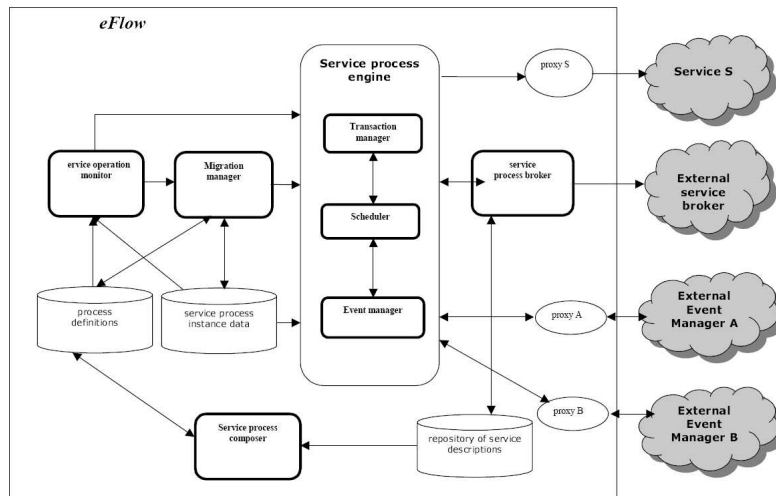 eFlow
Service process
engine
proxy S
Service S
Transaction
manager
ervice operation
monitor
Migration
manager
service
process broker
External
service
broker
Scheduler
process
definitions
service process
instance data
Event manager
proxy A
External
Event
Manager A
proxy B
External
Event
Manager B
Service process
composer
repository of service
descriptions